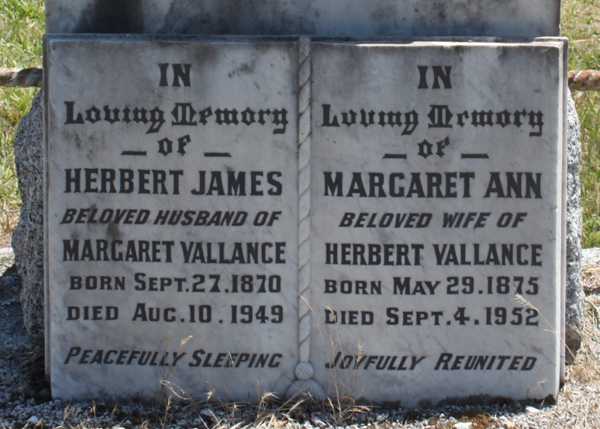 IN
Loving Memory
of
HERBERT JAMES
BELOVED HUSBAND OF
MARGARET VALLANCE
BORN SEPT. 27. 1870
DIED AUG. 10. 1949
PEACEFULLY SLEEPING
IN
Loving Memory
of
MARGARET ANN
BELOVED WIFE OF
HERBERT VALLANCE
BORN MAY 29. 1875
DIED SEPT. 4. 1952
JOYFULLY REUNITED